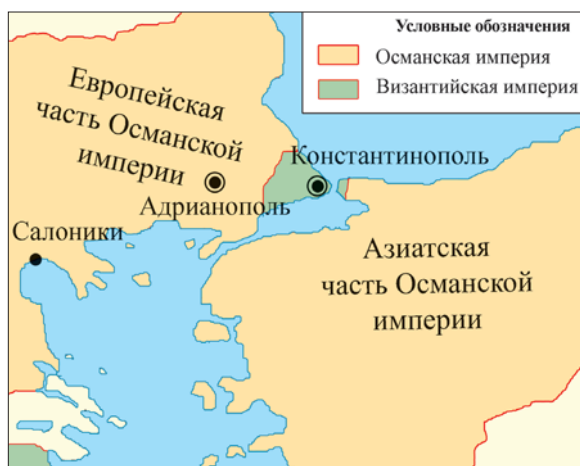 Условные обозначения
Османская империя
Византийская империя
Европейская
часть Османской
империи
Константинополь
Адрианополь
Салоники
Азиатская
часть Османской
империи